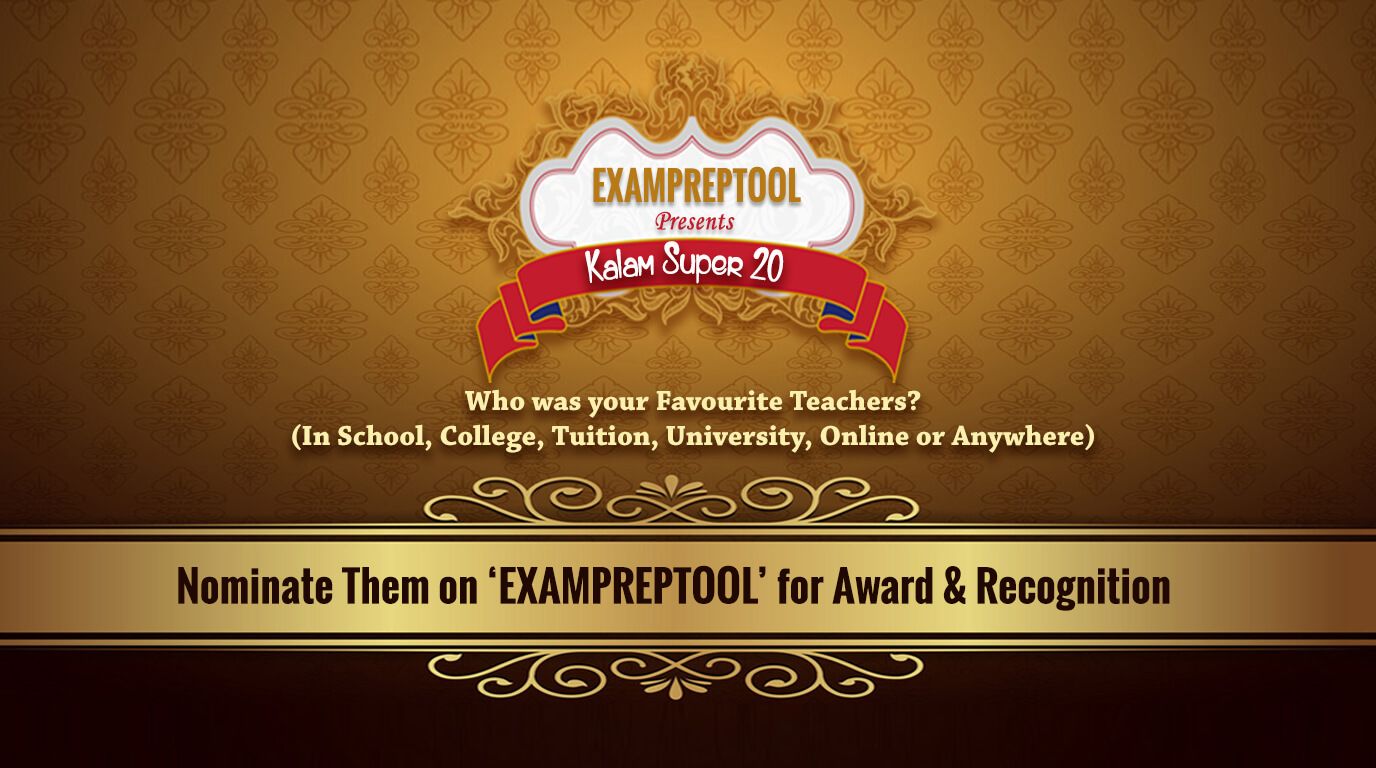 EXAMPREPTOOL
Presents
Kalam Super 20
Who was your Favourite Teachers?
(In School, College, Tuition, University, Online or Anywhere)
Nominate Them on ‘EXAMPREPTOOL’ for Award & Recognition